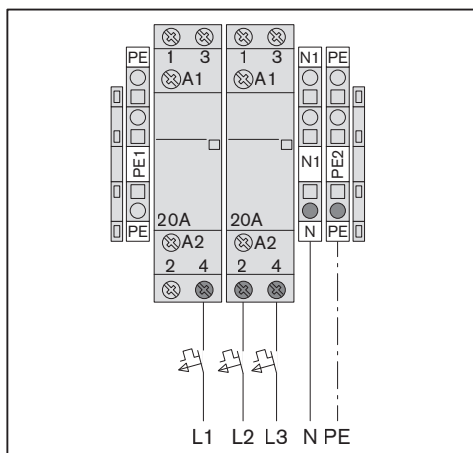 PE 1 3 1 3 N1 PE
A1 A1
PE1 N1 PE2
20A 20A
A2 A2
PE 2 4 2 4 N PE
L1 L2 L3 N PE